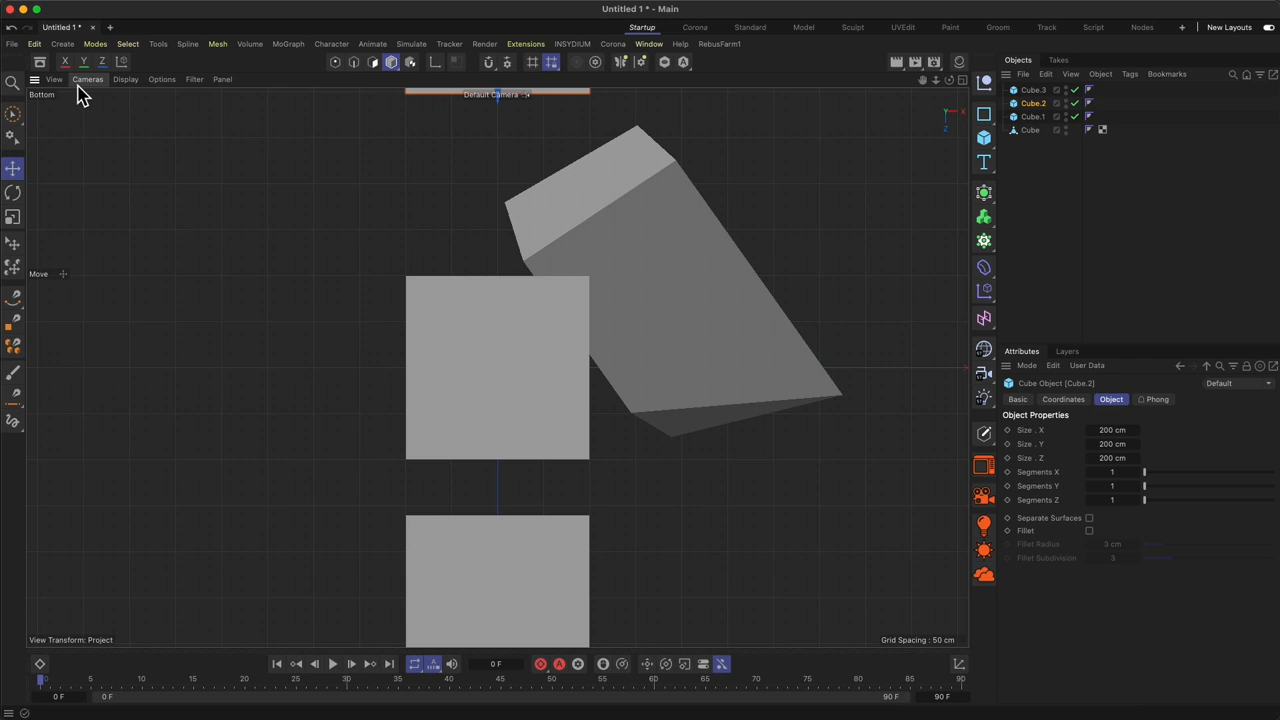 Untitled 1 * - Main
Untitled 1 *
Startup Corona Standard Model Sculpt UVEdit Paint Groom Track Script Nodes New Layouts
File Edit Create Modes Select Tools Spline Mesh Volume MoGraph Character Animate Simulate Tracker Render Extensions INSYDIUM Corona Window Help RebusFarm1
X Y Z
Objects Takes
File Edit View Object Tags Bookmarks
View Cameras Display Options Filter Panel
Bottom
Default Camera
Y X
Z
Cube.3
Cube.2
Cube.1
Cube
Move
Attributes Layers
Mode Edit User Data
Cube Object [Cube.2] Default
Basic Coordinates Object Phong
Object Properties
Size . X 200 cm
Size . Y 200 cm
Size . Z 200 cm
Segments X 1
Segments Y 1
Segments Z 1
Separate Surfaces
Fillet
Fillet Radius 3 cm
Fillet Subdivision 3
View Transform: Project
Grid Spacing : 50 cm
0 F
0 5 10 15 20 25 30 35 40 45 50 55 60 65 70 75 80 85 90
0 F 0 F 90 F 90 F